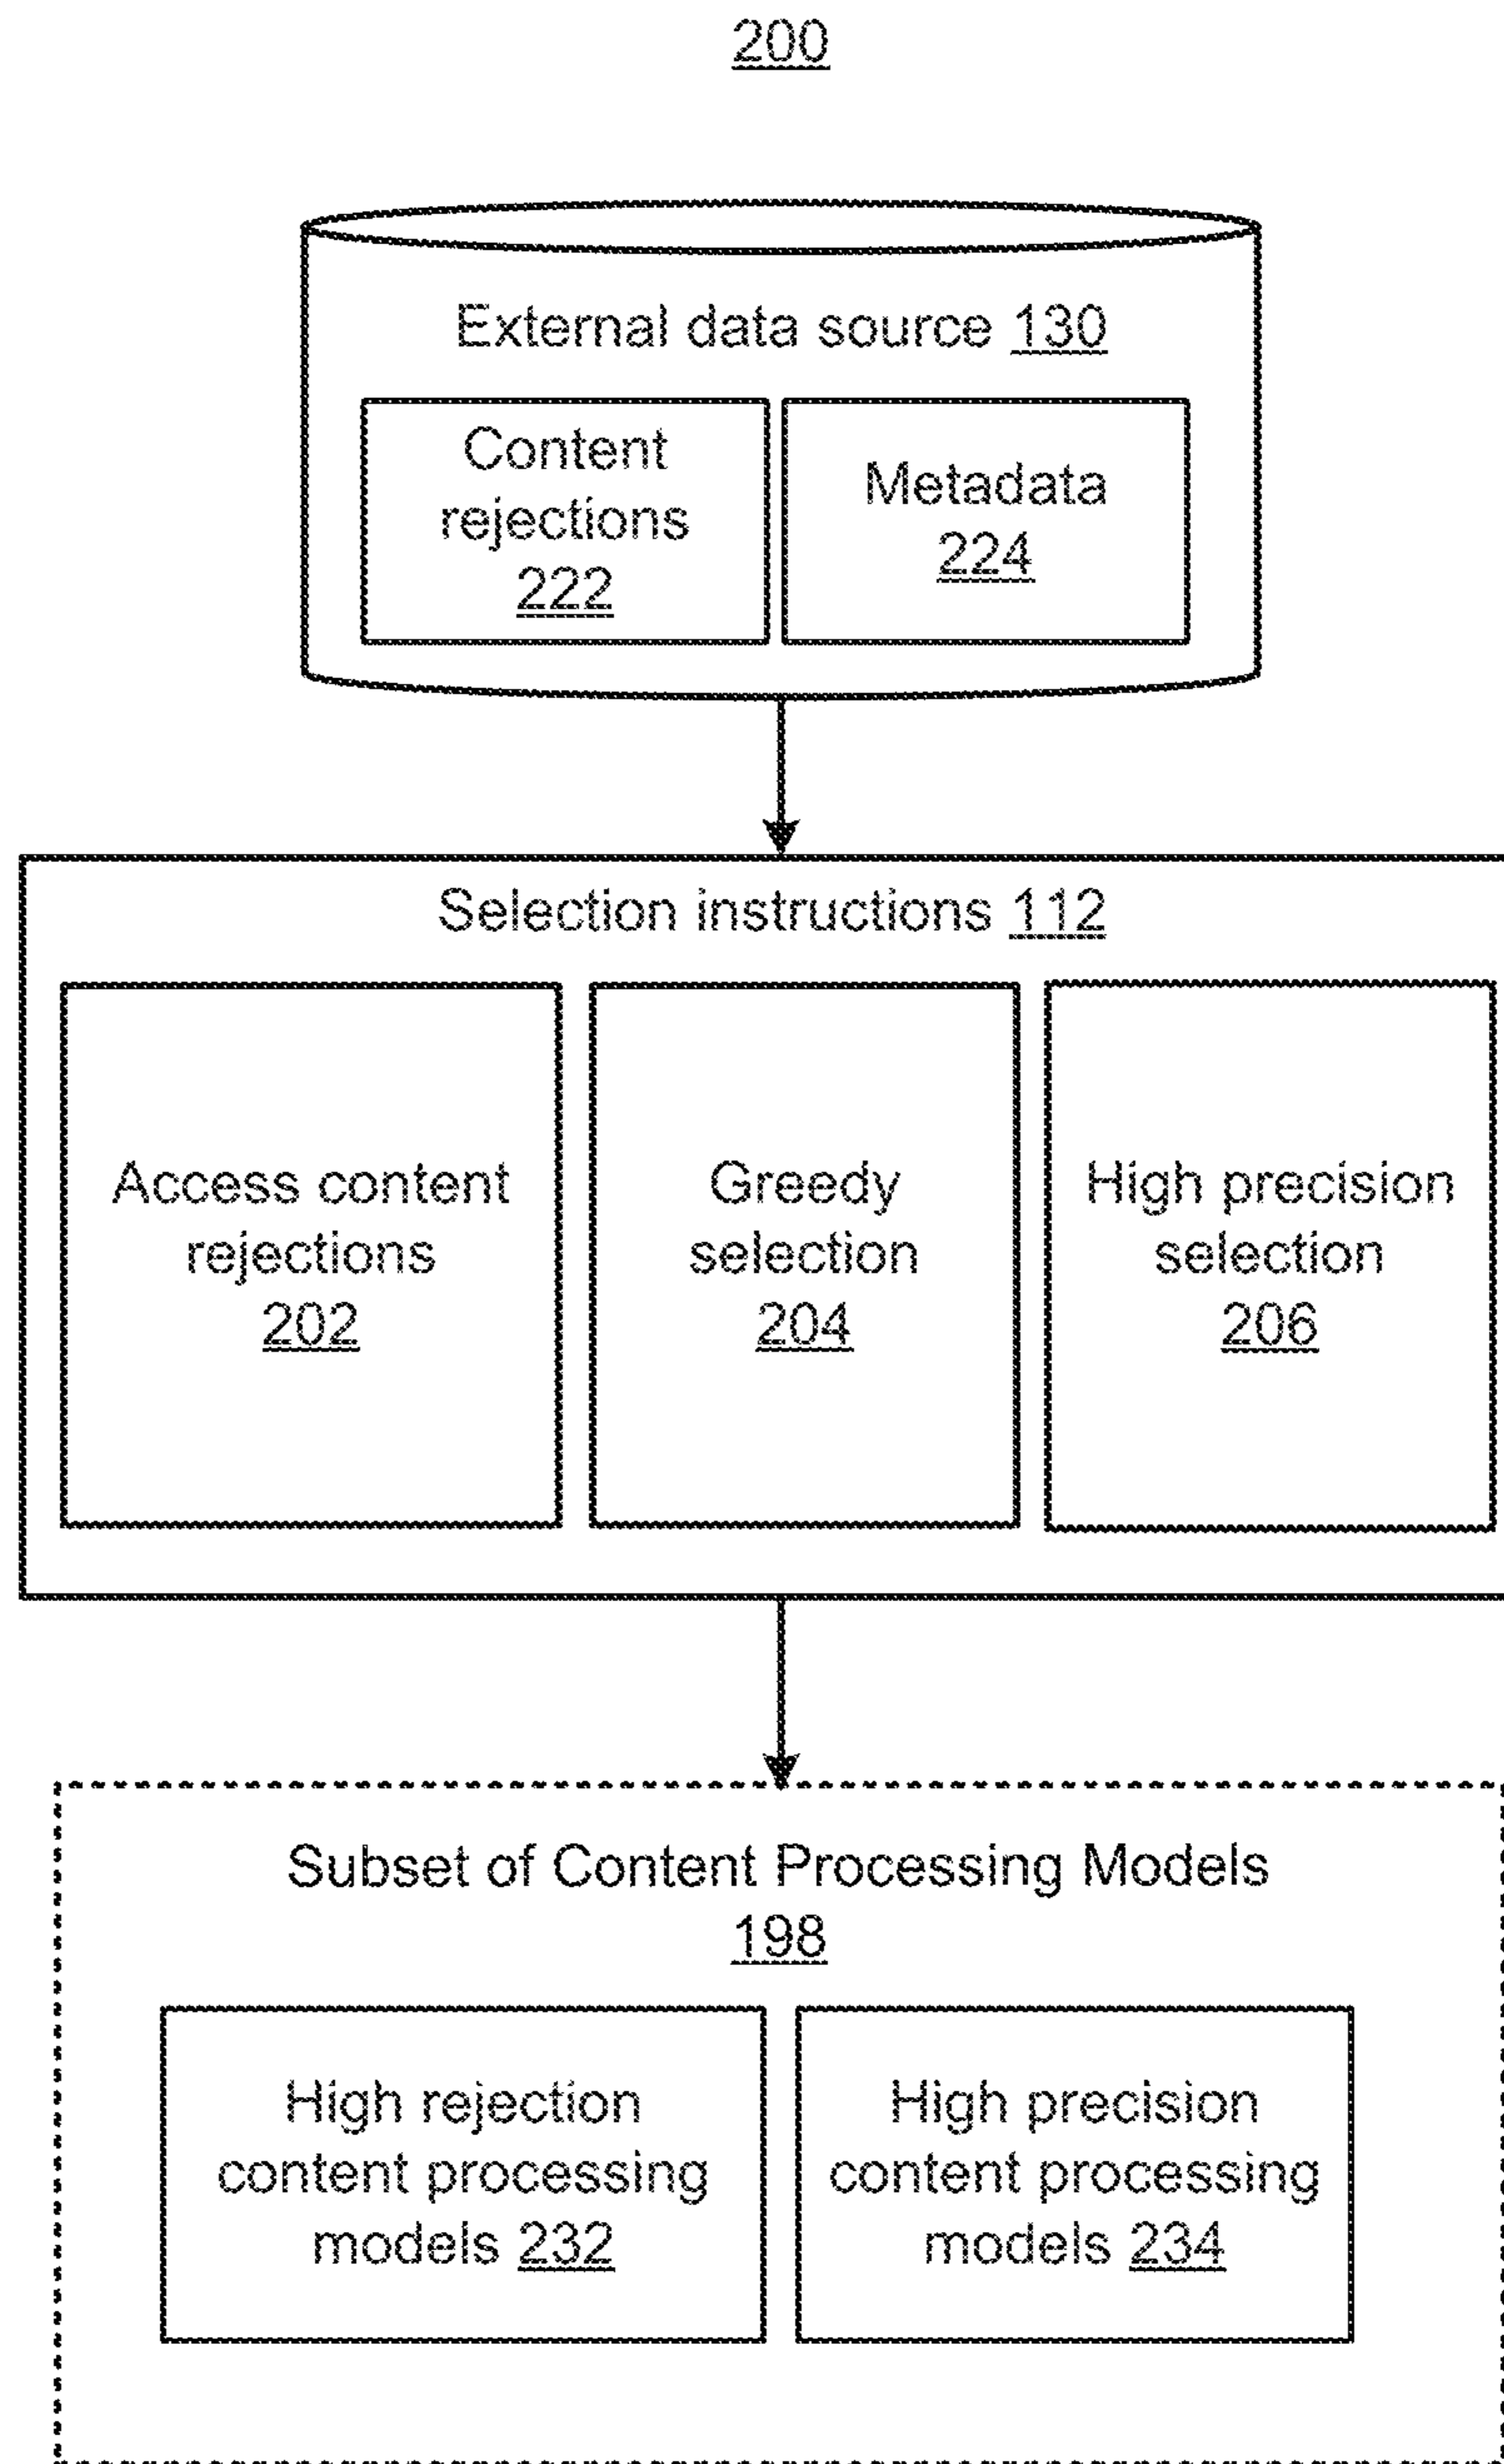 200
External data source 130
Content
rejections
222
Metadata
224
Selection instructions 112
Access content
rejections
202
Greedy
selection
204
High precision
selection
206
Subset of Content Processing Models
198
High rejection
content processing
models 232
High precision
content processing
models 234